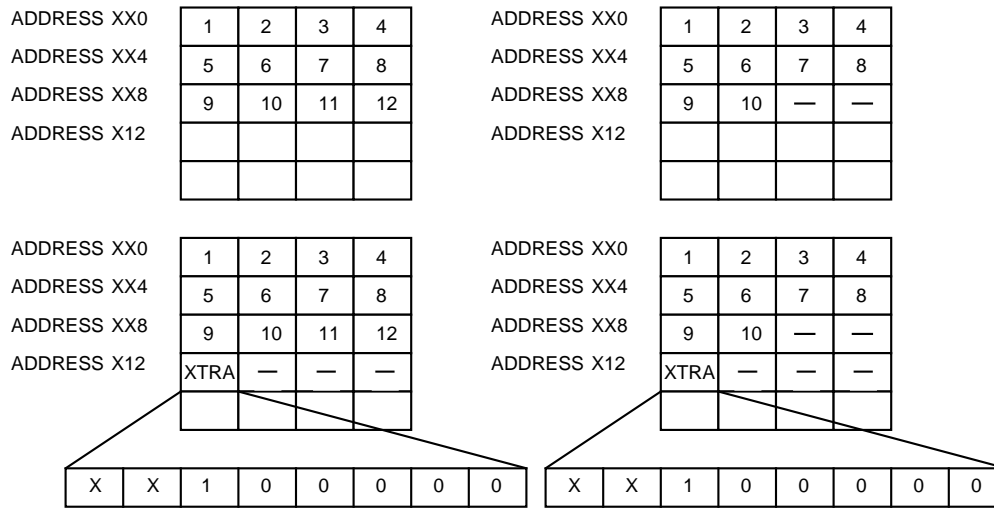 ADDRESS XX0 1 2 3 4
ADDRESS XX4 5 6 7 8
ADDRESS XX8 9 10 11 12
ADDRESS X12
ADDRESS XX0 1 2 3 4
ADDRESS XX4 5 6 7 8
ADDRESS XX8 9 10 — —
ADDRESS X12
ADDRESS XX0 1 2 3 4
ADDRESS XX4 5 6 7 8
ADDRESS XX8 9 10 11 12
ADDRESS X12 XTRA — — —
X X 1 0 0 0 0 0
ADDRESS XX0 1 2 3 4
ADDRESS XX4 5 6 7 8
ADDRESS XX8 9 10 — —
ADDRESS X12 XTRA — — —
X X 1 0 0 0 0 0